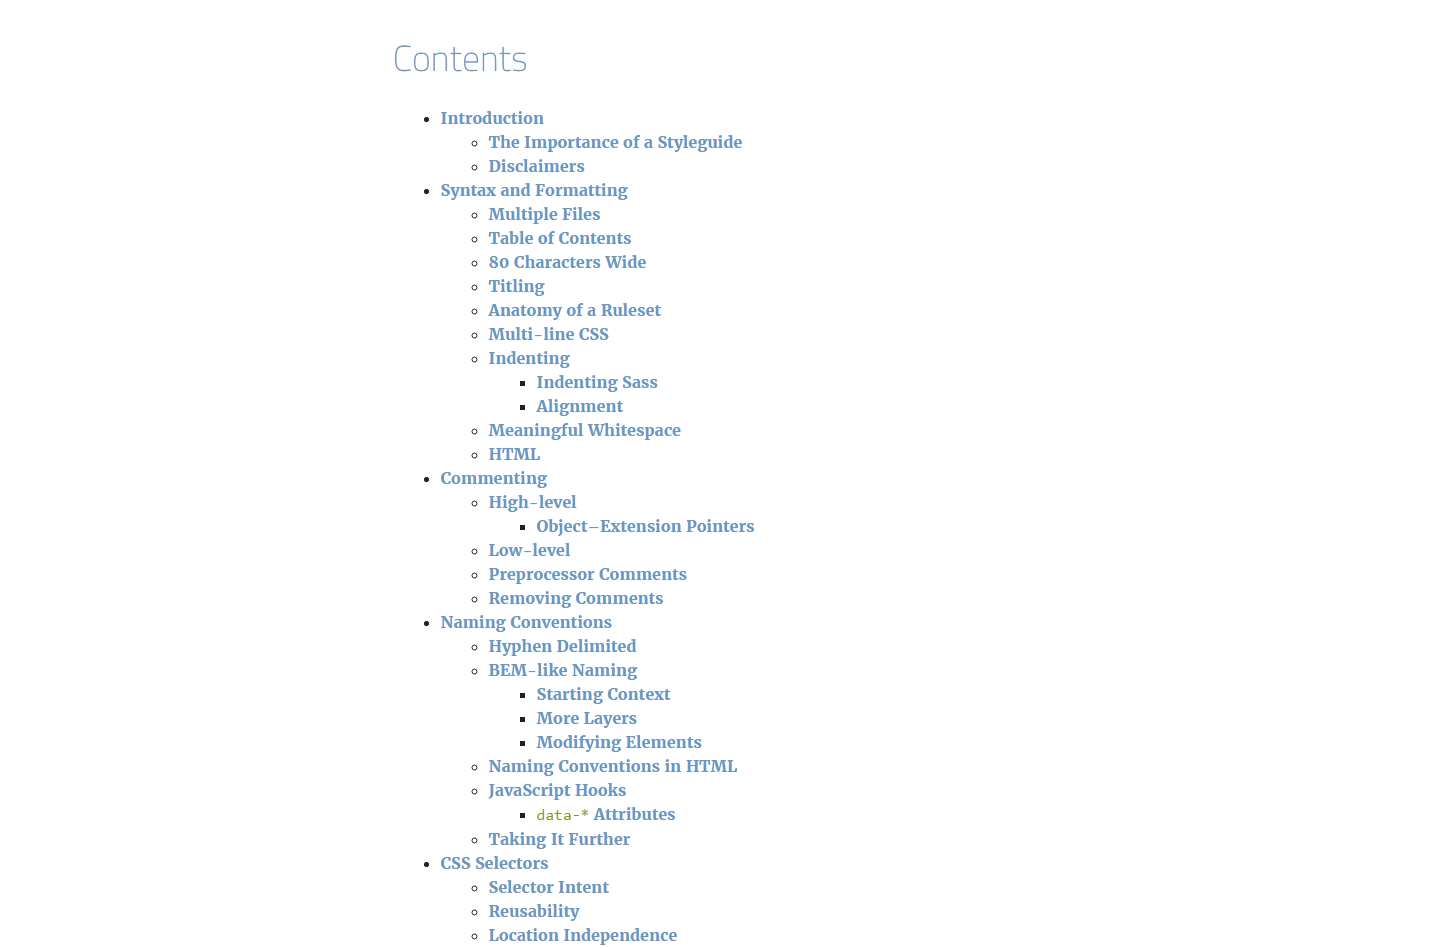 Contents
Introduction
The Importance of a Styleguide
Disclaimers
Syntax and Formatting
Multiple Files
Table of Contents
80 Characters Wide
Titling
Anatomy of a Ruleset
Multi-line CSS
Indenting
Indenting Sass
Alignment
Meaningful Whitespace
HTML
Commenting
High-level
Object–Extension Pointers
Low-level
Preprocessor Comments
Removing Comments
Naming Conventions
Hyphen Delimited
BEM-like Naming
Starting Context
More Layers
Modifying Elements
Naming Conventions in HTML
JavaScript Hooks
data-* Attributes
Taking It Further
CSS Selectors
Selector Intent
Reusability
Location Independence